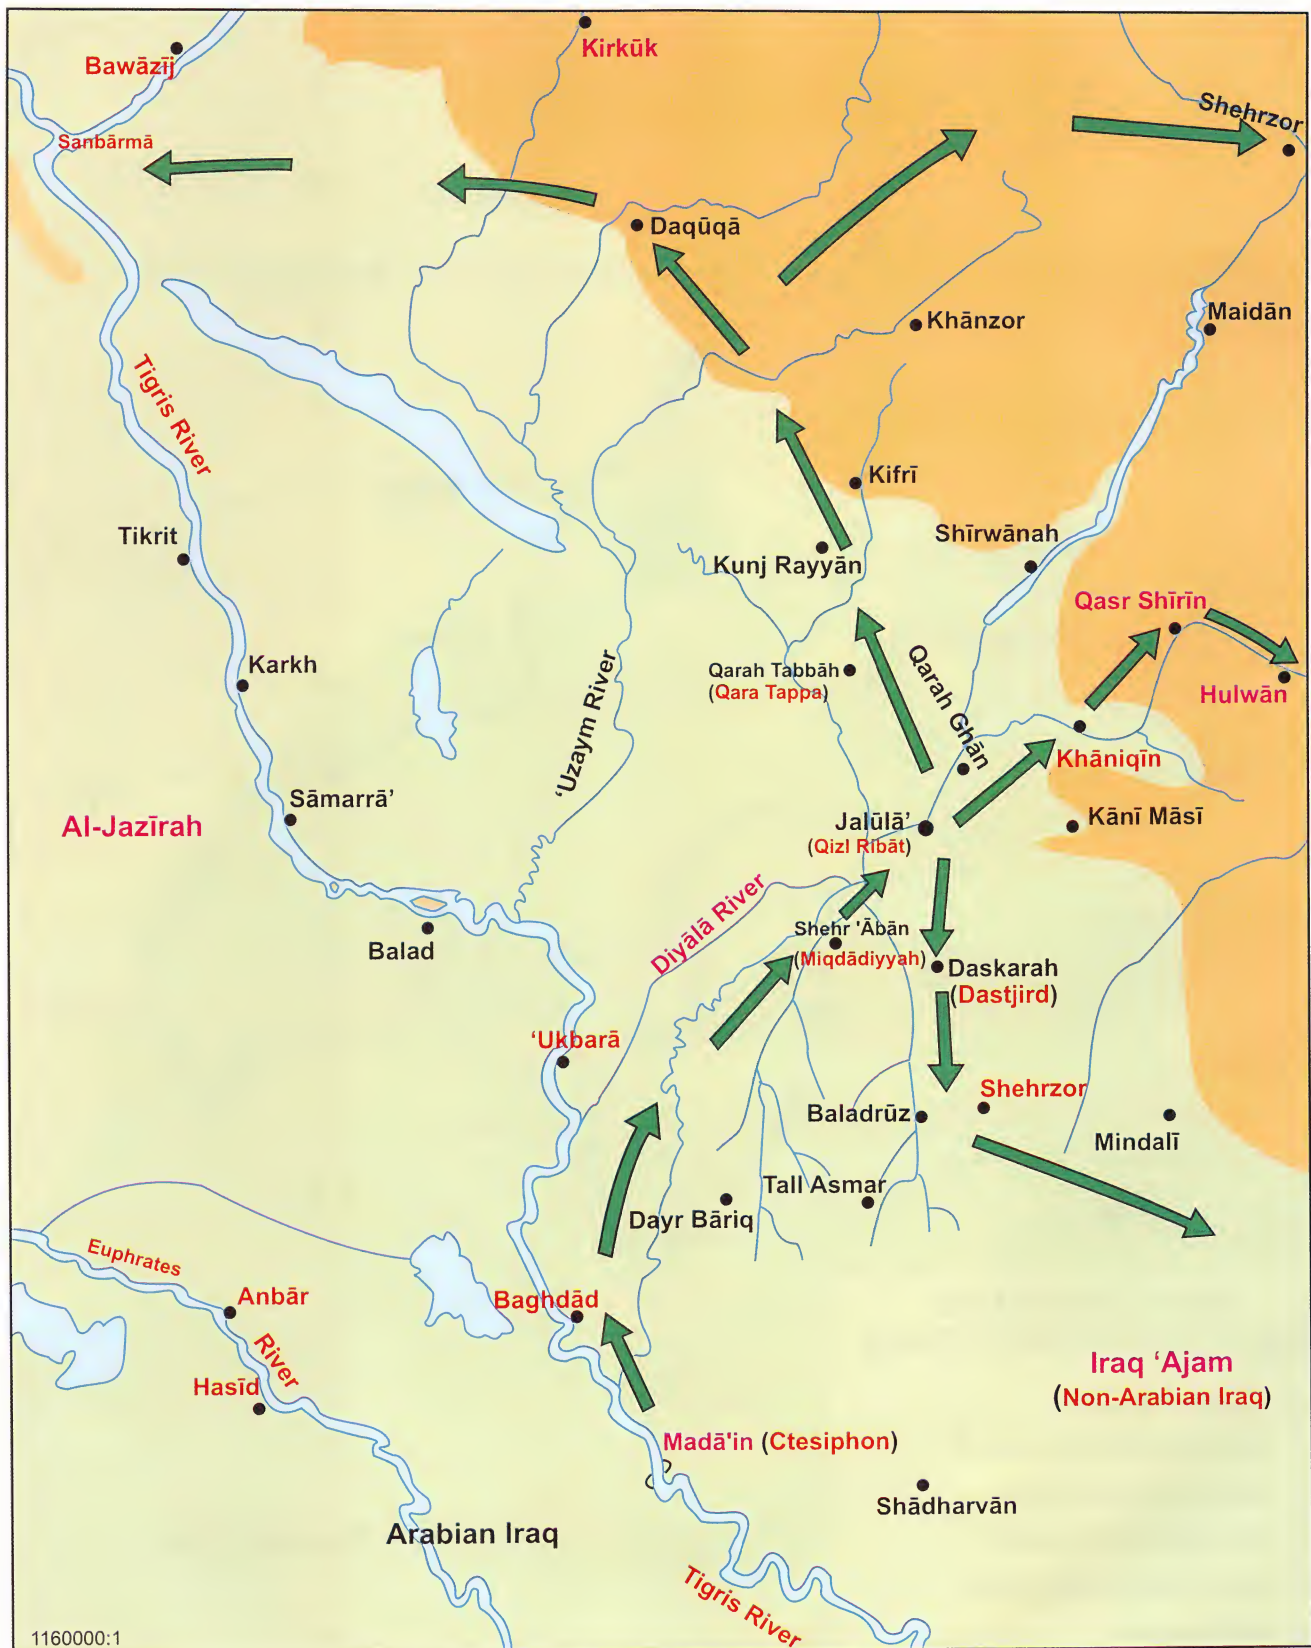 Kirkūk
Bawāzīj
Shehrzor
Sanbārmā
Daqūqā
Maidān
Khānzor
Tigris River
Kifrī
Tikrit
Shīrwānah
Kunj Rayyān
Qasr Shīrīn
Karkh
Qarah Tabbāh
(Qara Tappa)
Qarah Ghān
Hulwān
'Uzaym River
Khāniqīn
Sāmarrā'
Al-Jazīrah
Jalūlā'
(Qizl Ribāt)
Kānī Māsī
Diyālā River
Balad
Shehr 'Ābān
(Miqdādiyyah)
Daskarah
(Dastjird)
‘Ukbarā
Shehrzor
Baladrūz
Mindalī
Tall Asmar
Dayr Bāriq
Euphrates
River
Anbār
Baghdād
Hasīd
Iraq ‘Ajam
(Non-Arabian Iraq)
Madā'in (Ctesiphon)
Shādharvān
Arabian Iraq
Tigris River
1160000:1